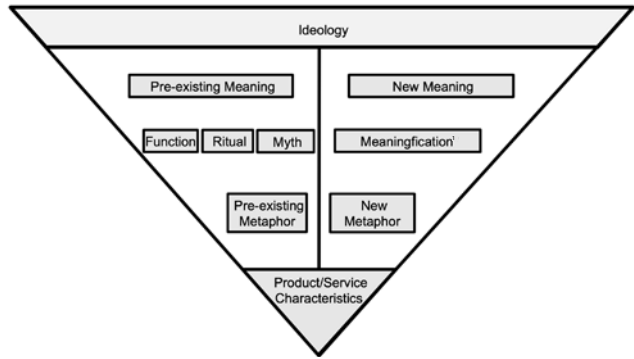 Ideology
Pre-existing Meaning
New Meaning
Function
Ritual
Myth
Meaningfication'
Pre-existing
Metaphor
New
Metaphor
Product/Service
Characteristics